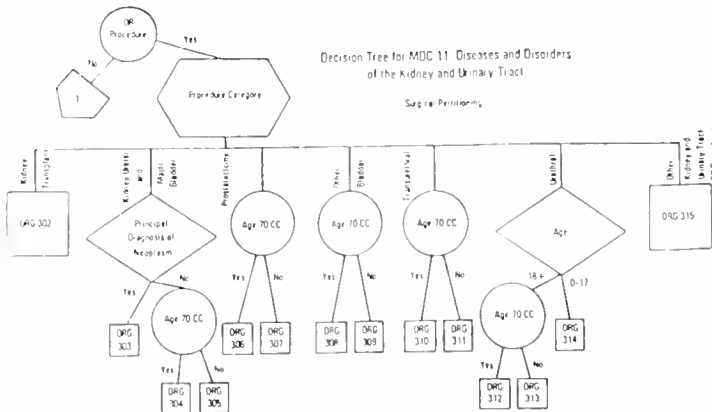 OR
Procedure
Yes
No
1
Decision Tree for MDC 11 Diseases and Disorders
of the Kidney and Urinary Tract
Surgical Partitioning
Procedure Category
Kidney
Transplant
Kidney Ureter
and
Major
Bladder
Prostatectomy
Other
Bladder
Transurethral
Urethral
Other
Kidney and
Urinary Tract
DRG 302
Principal
Diagnosis of
Neoplasm
Age 70 CC
Age 70 CC
Age 70 CC
Age
DRG 315
Yes
No
Yes
No
Yes
No
Yes
No
18+
0-17
DRG
303
Age 70 CC
DRG
306
DRG
307
DRG
308
DRG
309
DRG
310
DRG
311
Age 70 CC
DRG
314
Yes
No
Yes
No
DRG
304
DRG
305
DRG
312
DRG
313